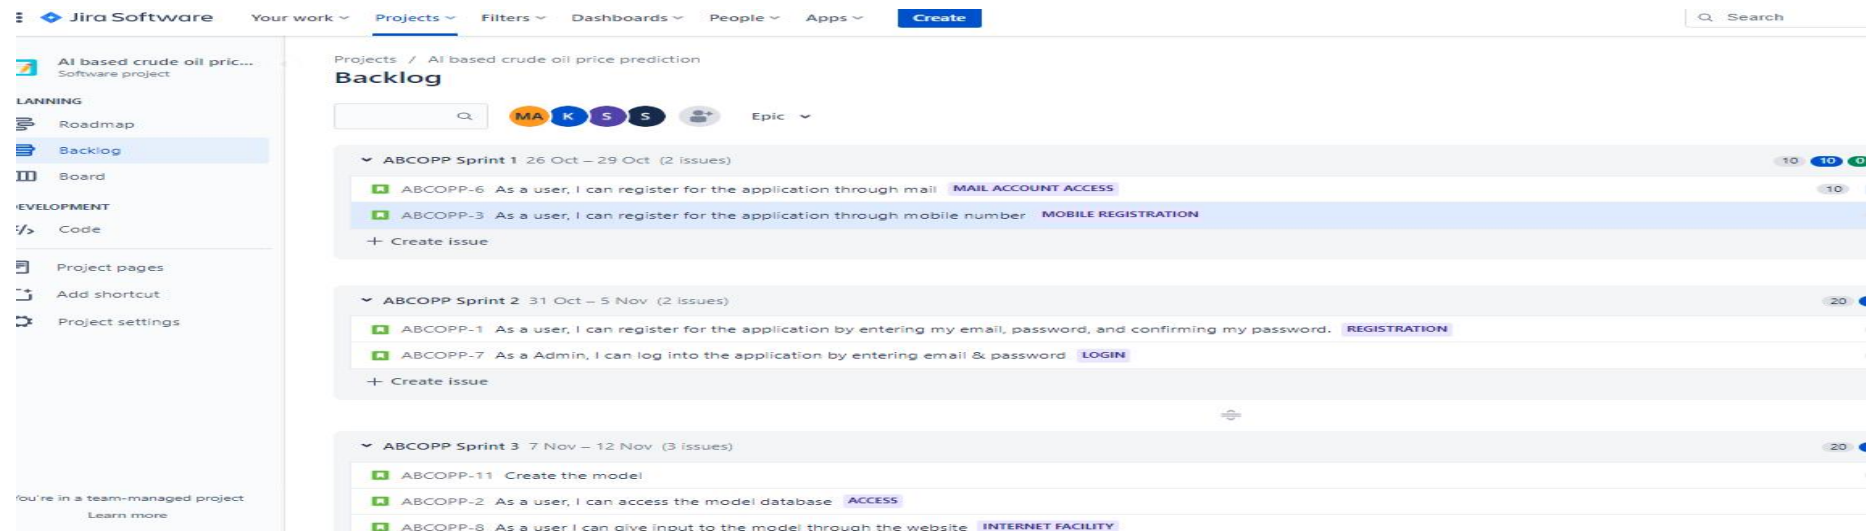 Jira Software Your work Projects Filters Dashboards People Apps Create Search
AI based crude oil pric...
Software project
LANNING
Roadmap
Backlog
Board
EVELOPMENT
Code
Project pages
Add shortcut
Project settings
You're in a team-managed project
Learn more
Projects / AI based crude oil price prediction
Backlog
MA K S S Epic
ABCOPP Sprint 1 26 Oct – 29 Oct (2 issues) 10 10 0
ABCOPP-6 As a user, I can register for the application through mail MAIL ACCOUNT ACCESS 10
ABCOPP-3 As a user, I can register for the application through mobile number MOBILE REGISTRATION
+ Create issue
ABCOPP Sprint 2 31 Oct – 5 Nov (2 issues) 20
ABCOPP-1 As a user, I can register for the application by entering my email, password, and confirming my password. REGISTRATION
ABCOPP-7 As a Admin, I can log into the application by entering email & password LOGIN
+ Create issue
ABCOPP Sprint 3 7 Nov – 12 Nov (3 issues) 20
ABCOPP-11 Create the model
ABCOPP-2 As a user, I can access the model database ACCESS
ABCOPP-8 As a user I can give input to the model through the website INTERNET FACILITY